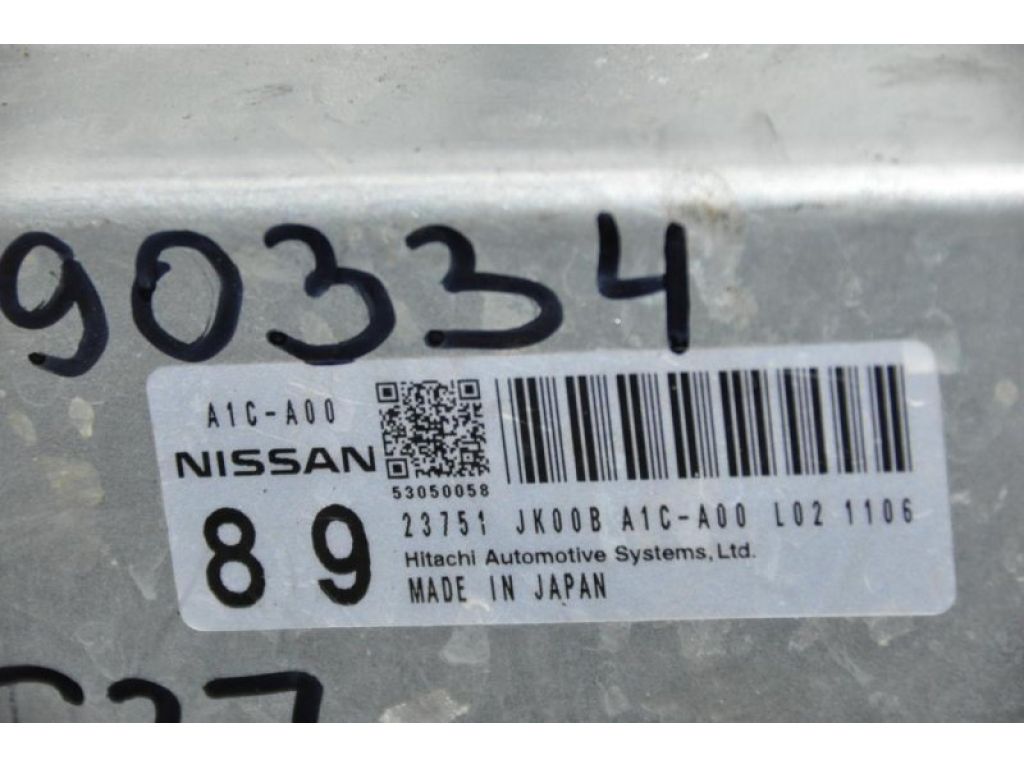 90334
A1C-A00
NISSAN
53050058
89
23751 JK00B A1C-A00 L02 1106
Hitachi Automotive Systems, Ltd.
MADE IN JAPAN